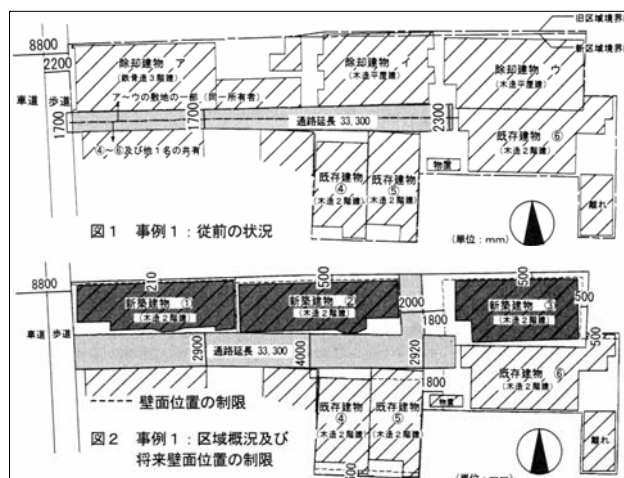 旧区域境界線
新区域境界線
8800
2200
車道
歩道
1700
除却建物 ア
(鉄骨造3階建)
ア~ウの敷地の一部(同一所有者)
除却建物 イ
(木造平屋建)
除却建物 ウ
(木造平屋建)
1700
通路延長 33,300
2300
④~⑥及び他1名の共有
既存建物
④
(木造2階建)
既存建物
⑤
(木造2階建)
既存建物 ⑥
(木造2階建)
物置
離れ
図1 事例1:従前の状況
(単位:mm)
8800
車道
歩道
210
新築建物 ①
(木造2階建)
500
新築建物 ②
(木造2階建)
2000
1800
500
新築建物 ③
(木造2階建)
500
500
2900
通路延長 33,300
4000
2920
1800
既存建物
④
(木造2階建)
既存建物
⑤
(木造2階建)
既存建物 ⑥
(木造2階建)
物置
離れ
壁面位置の制限
図2 事例1:区域概況及び
将来壁面位置の制限